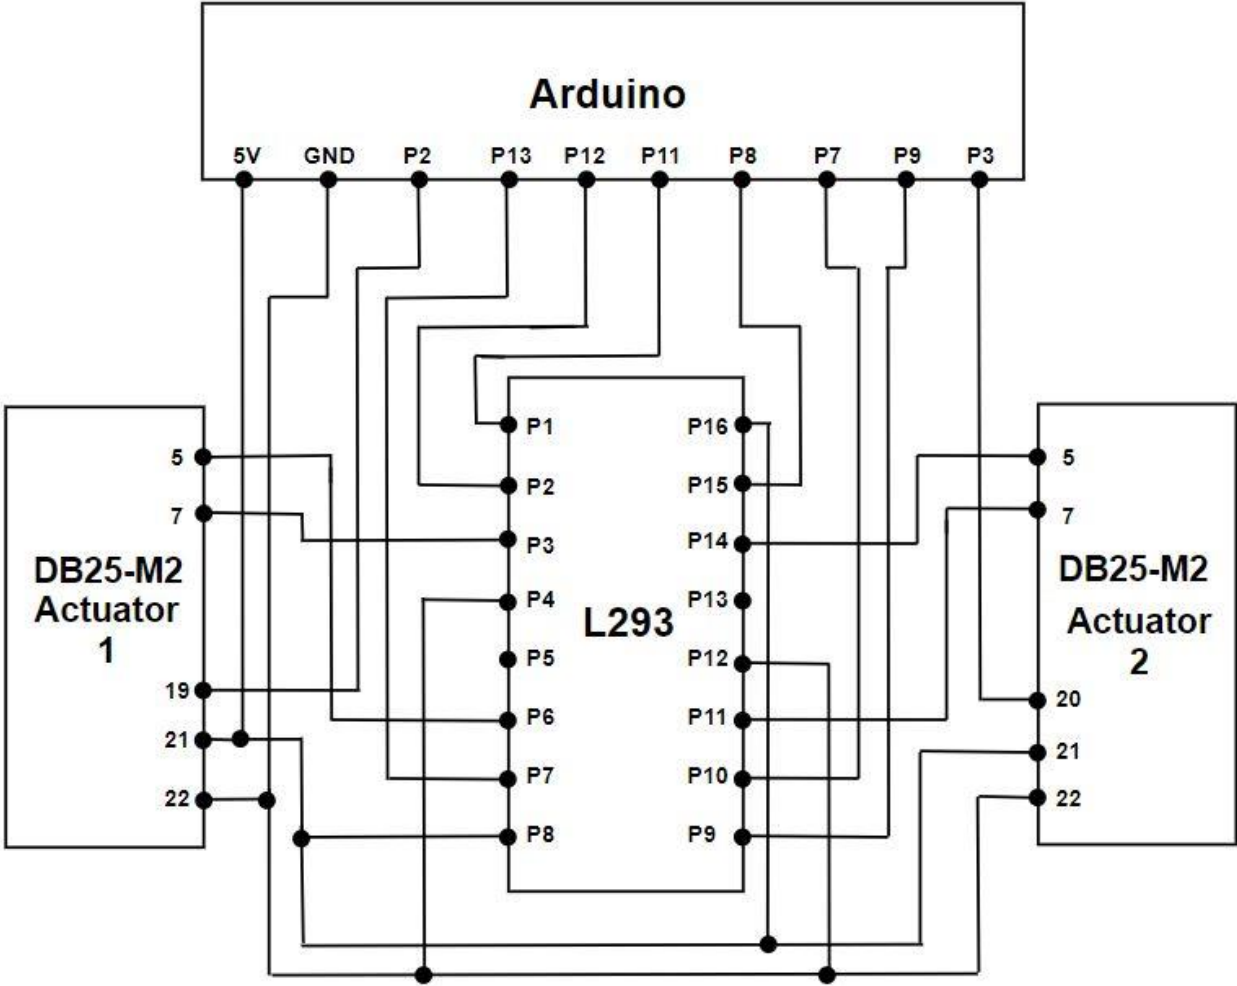 Arduino
5V GND P2 P13 P12 P11 P8 P7 P9 P3
5
7
DB25-M2
Actuator
1
19
21
22
P1
P2
P3
P4
P5
P6
P7
P8
L293
P16
P15
P14
P13
P12
P11
P10
P9
5
7
DB25-M2
Actuator
2
20
21
22